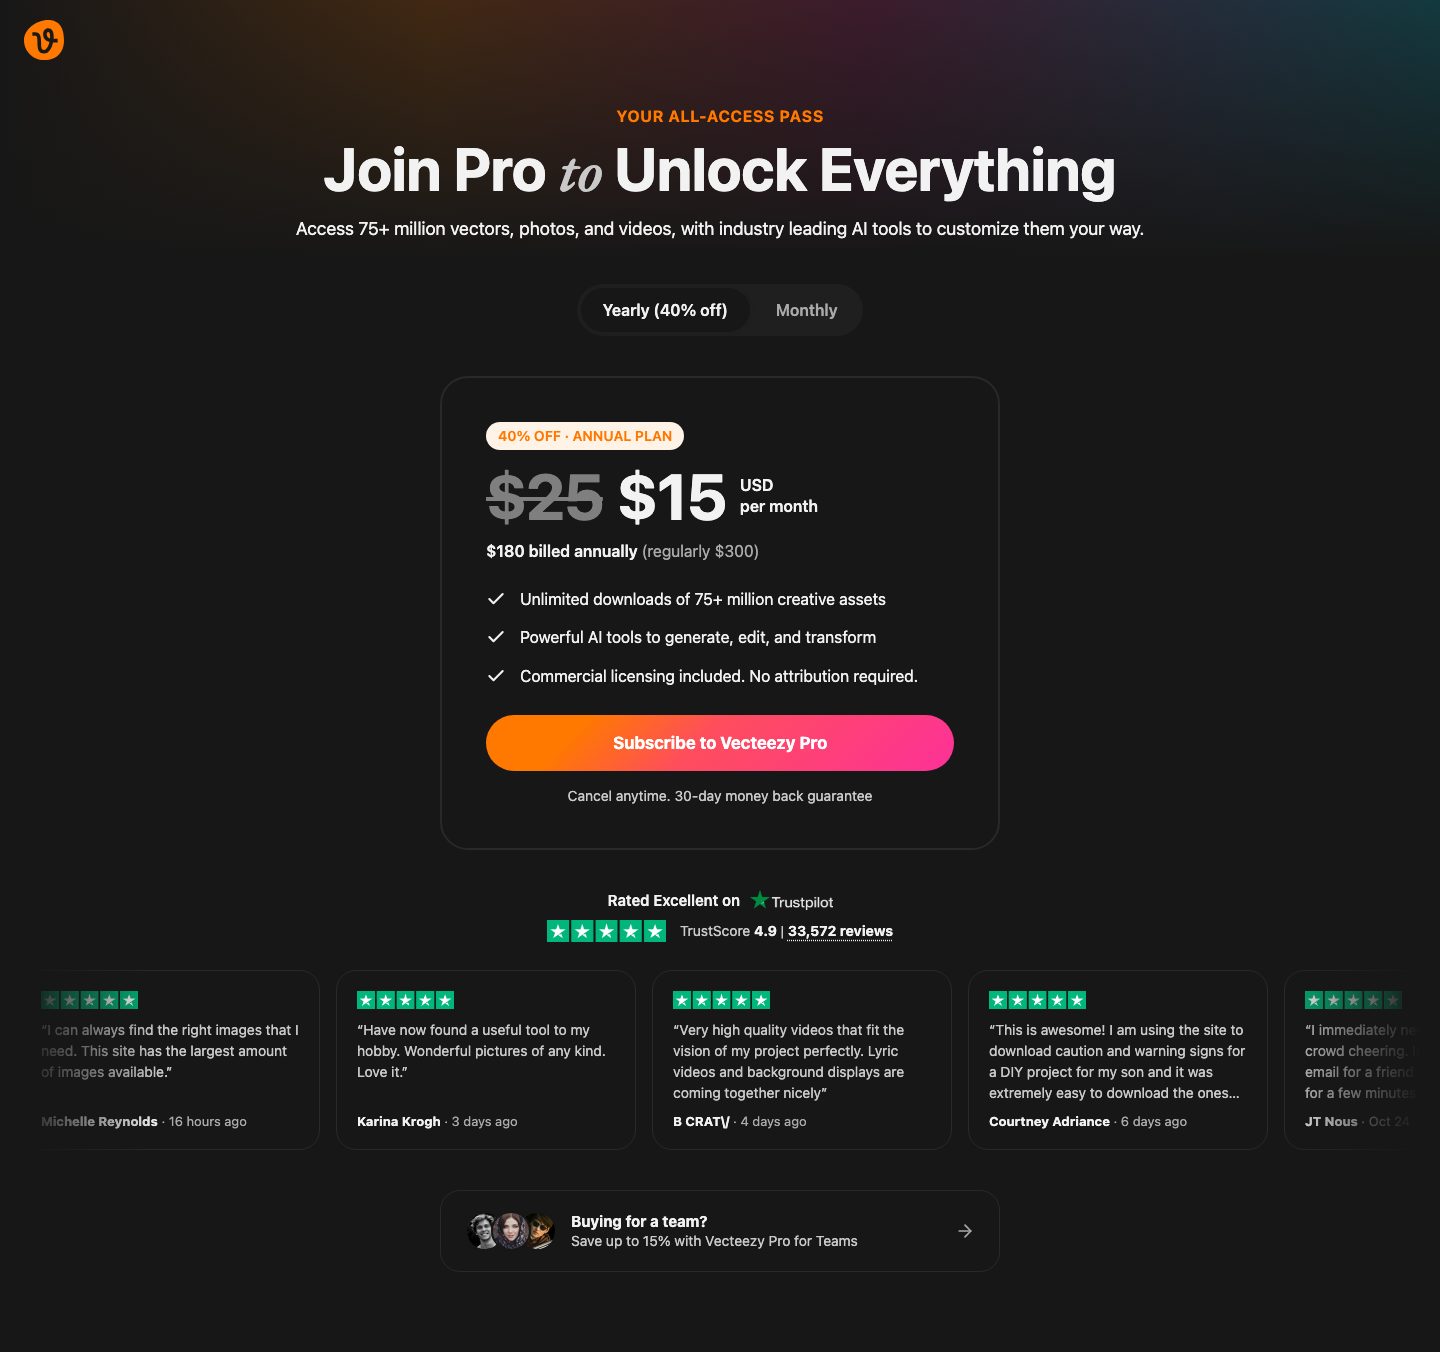 YOUR ALL-ACCESS PASS
Join Pro to Unlock Everything
Access 75+ million vectors, photos, and videos, with industry leading AI tools to customize them your way.
Yearly (40% off)
Monthly
40% OFF · ANNUAL PLAN
$25 $15 USD per month
$180 billed annually (regularly $300)
Unlimited downloads of 75+ million creative assets
Powerful AI tools to generate, edit, and transform
Commercial licensing included. No attribution required.
Subscribe to Vecteezy Pro
Cancel anytime. 30-day money back guarantee
Rated Excellent on Trustpilot
TrustScore 4.9 | 33,572 reviews
“I can always find the right images that I
need. This site has the largest amount
of images available.”
Michelle Reynolds · 16 hours ago
“Have now found a useful tool to my
hobby. Wonderful pictures of any kind.
Love it.”
Karina Krogh · 3 days ago
“Very high quality videos that fit the
vision of my project perfectly. Lyric
videos and background displays are
coming together nicely”
B CRAT\/ · 4 days ago
“This is awesome! I am using the site to
download caution and warning signs for
a DIY project for my son and it was
extremely easy to download the ones...
Courtney Adriance · 6 days ago
“I immediately
crowd cheering.
email for a friend
for a few minutes
JT Nous · Oct 24
Buying for a team?
Save up to 15% with Vecteezy Pro for Teams